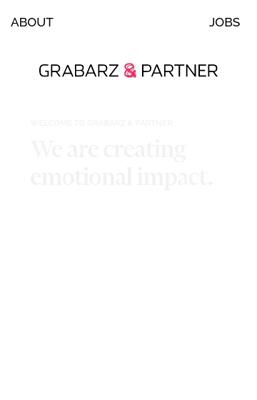 ABOUT
JOBS
GRABARZ & PARTNER
WELCOME TO GRABARZ & PARTNER
We are creating
emotional impact.